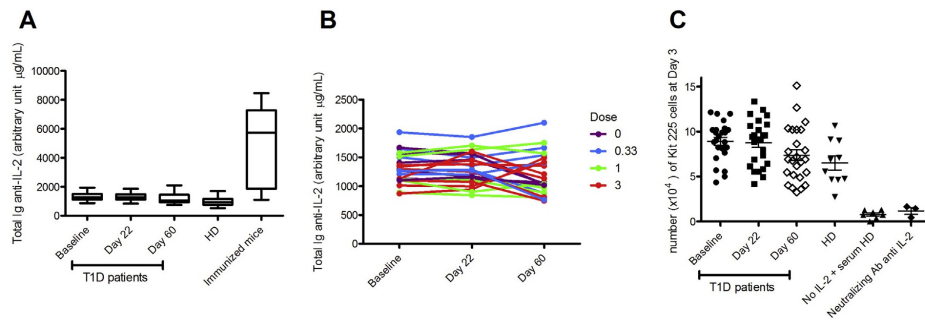 A
Total Ig anti-IL-2 (arbitrary unit µg/mL)
10000
8000
6000
4000
2000
0
Baseline
Day 22
Day 60
HD
Immunized mice
T1D patients
B
Total Ig anti-IL-2 (arbitrary unit µg/mL)
2500
2000
1500
1000
500
0
Baseline
Day 22
Day 60
Dose
0
0.33
1
3
C
number (x10⁴) of Kit 225 cells at Day 3
15
10
5
0
Baseline
Day 22
Day 60
HD
No IL-2 + serum HD
Neutralizing Ab anti IL-2
T1D patients